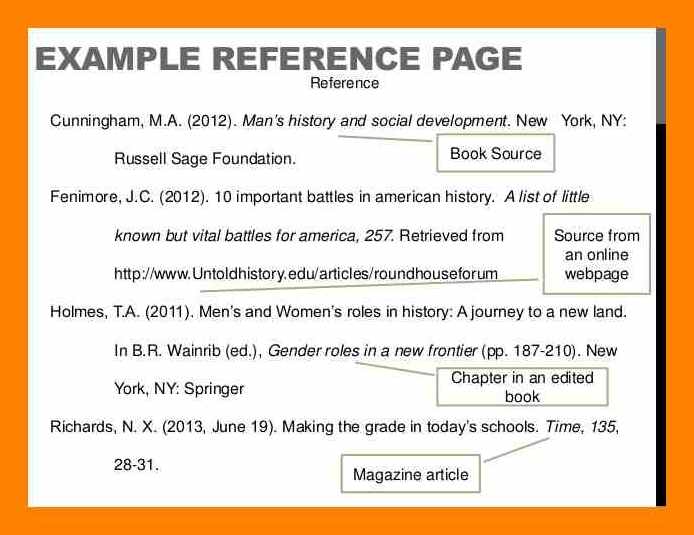 EXAMPLE REFERENCE PAGE
Reference
Cunningham, M.A. (2012). Man's history and social development. New York, NY:
Russell Sage Foundation.
Book Source
Fenimore, J.C. (2012). 10 important battles in american history. A list of little
known but vital battles for america, 257. Retrieved from
http://www.Untoldhistory.edu/articles/roundhouseforum
Source from
an online
webpage
Holmes, T.A. (2011). Men's and Women's roles in history: A journey to a new land.
In B.R. Wainrib (ed.), Gender roles in a new frontier (pp. 187-210). New
York, NY: Springer
Chapter in an edited
book
Richards, N. X. (2013, June 19). Making the grade in today's schools. Time, 135,
28-31.
Magazine article